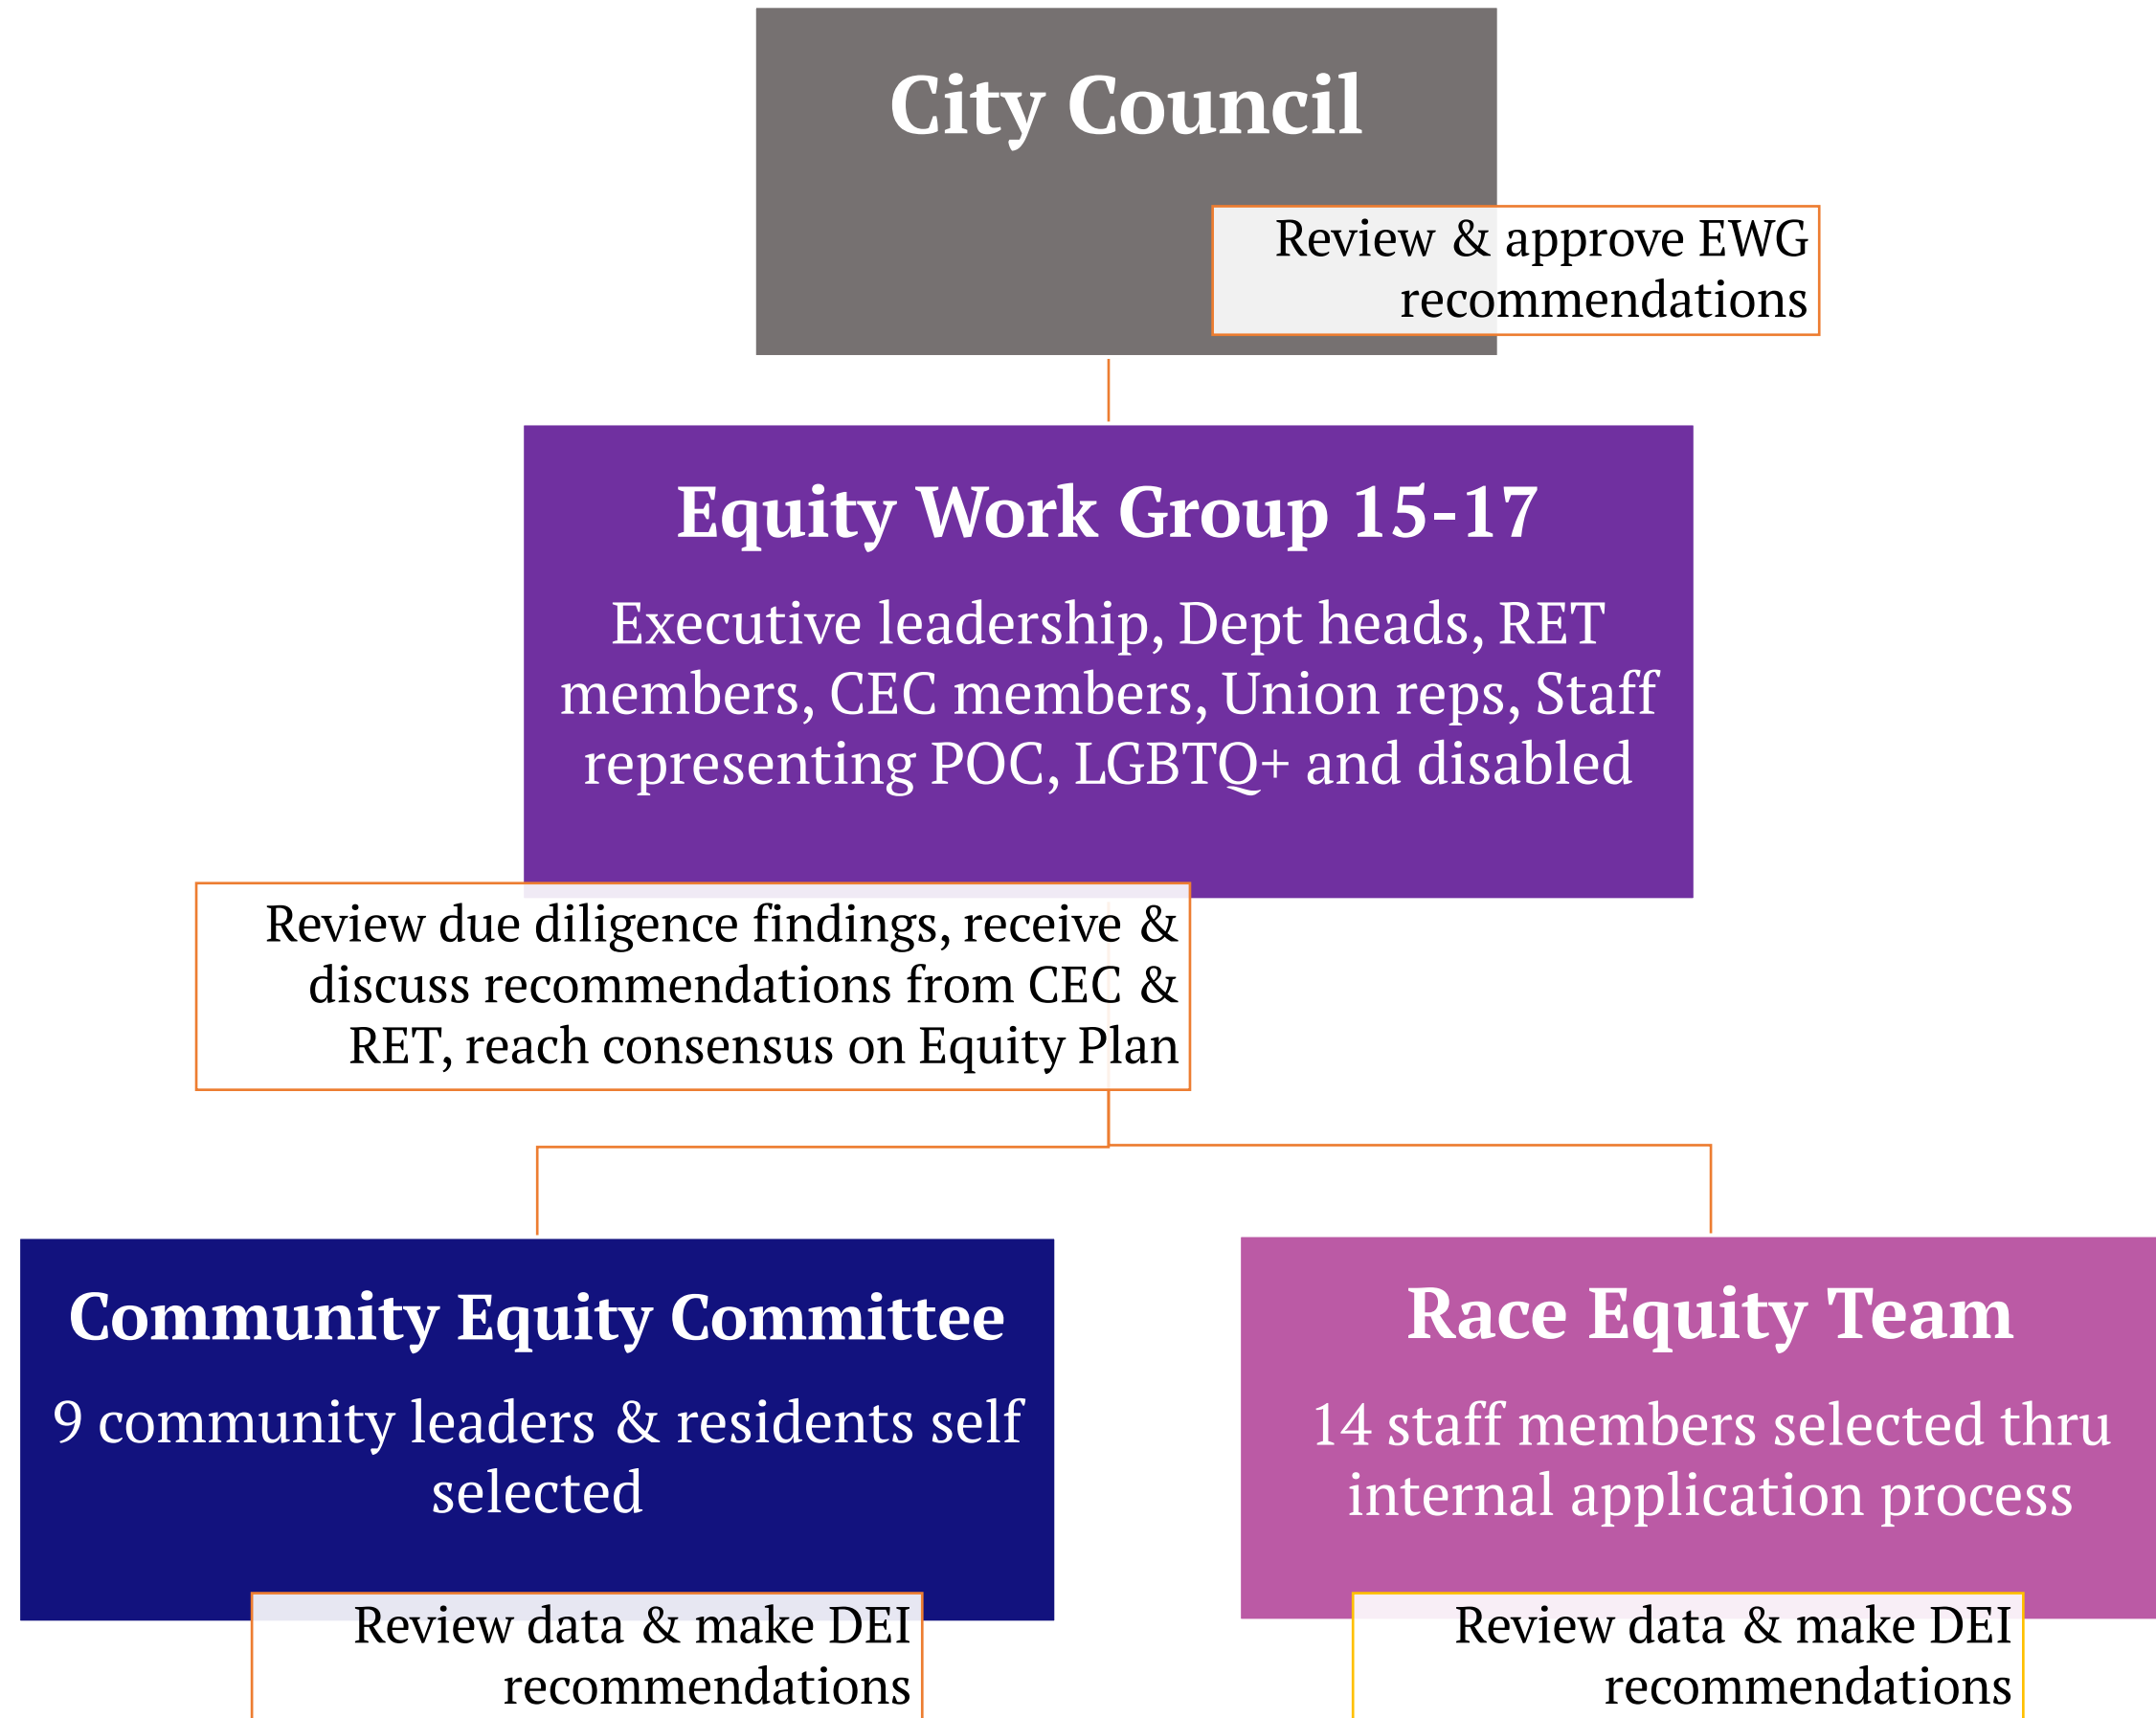 City Council
Review & approve EWG
recommendations
Equity Work Group 15-17
Executive leadership, Dept heads, RET
members, CEC members, Union reps, Staff
representing POC, LGBTQ+ and disabled
Review due diligence findings, receive &
discuss recommendations from CEC &
RET, reach consensus on Equity Plan
Community Equity Committee
9 community leaders & residents self
selected
Review data & make DEI
recommendations
Race Equity Team
14 staff members selected thru
internal application process
Review data & make DEI
recommendations